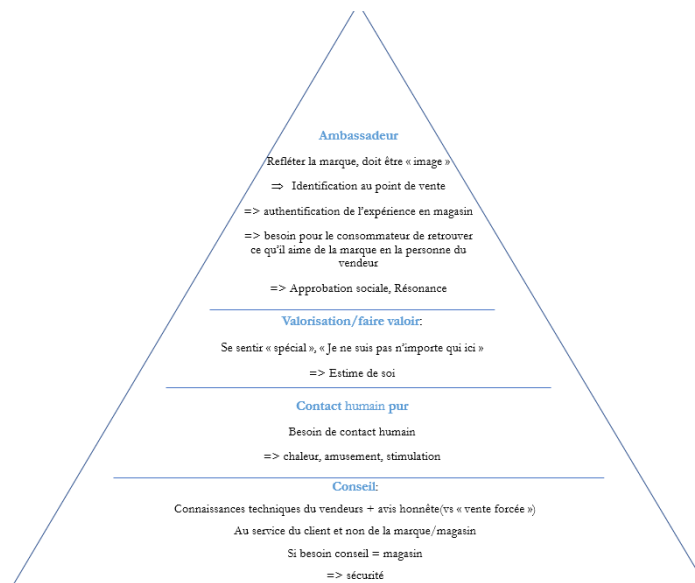 Ambassadeur
Refléter la marque, doit être « image »
⇒ Identification au point de vente
=> authentification de l'expérience en magasin
=> besoin pour le consommateur de retrouver
ce qu'il aime de la marque en la personne du
vendeur
=> Approbation sociale, Résonance
Valorisation/faire valoir:
Se sentir « spécial », « Je ne suis pas n'importe qui ici »
=> Estime de soi
Contact humain pur
Besoin de contact humain
=> chaleur, amusement, stimulation
Conseil:
Connaissances techniques du vendeurs + avis honnête(vs « vente forcée »)
Au service du client et non de la marque/magasin
Si besoin conseil = magasin
=> sécurité